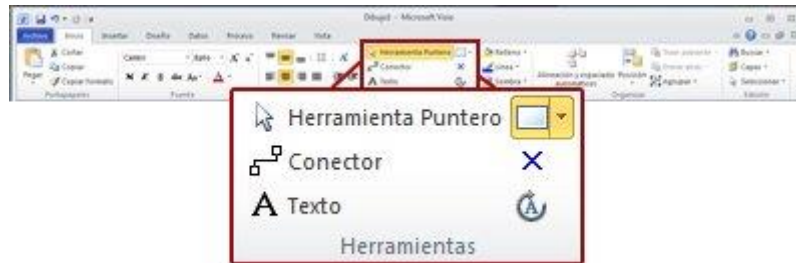 Dibujo1 - Microsoft Visio
Archivo Inicio Insertar Diseño Datos Proceso Revisar Vista
Cortar
Copiar
Copiar formato
Pegar
Portapapeles
Fuente
Herramienta Puntero
Conector
Texto
Relleno
Línea
Sombra
Alineación y espaciado automáticos
Posición
Agrupar
Organizar
Buscar
Capas
Seleccionar
Edición
Herramienta Puntero
Conector
A Texto
Herramientas